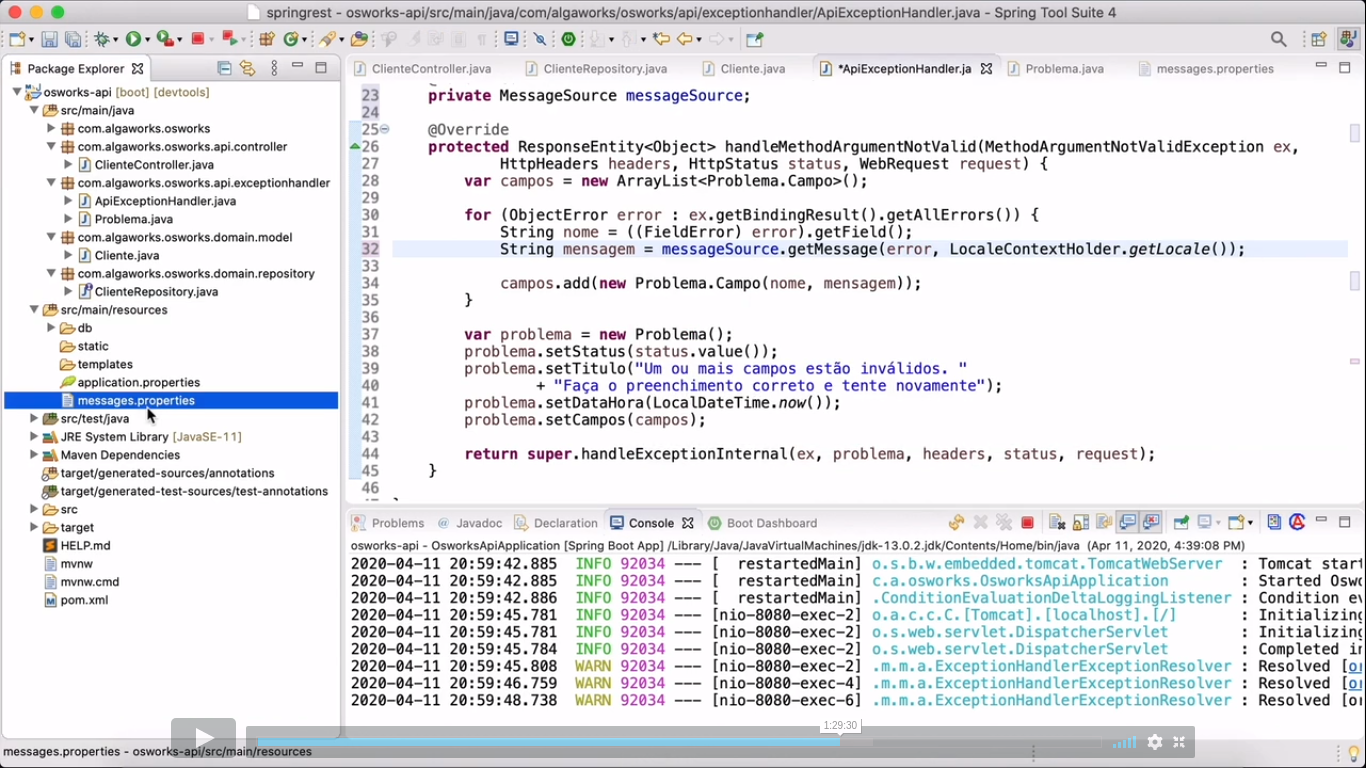 springrest - osworks-api/src/main/java/com/algaworks/osworks/api/exceptionhandler/ApiExceptionHandler.java - Spring Tool Suite 4
Package Explorer
osworks-api [boot] [devtools]
src/main/java
com.algaworks.osworks
com.algaworks.osworks.api.controller
ClienteController.java
com.algaworks.osworks.api.exceptionhandler
ApiExceptionHandler.java
Problema.java
com.algaworks.osworks.domain.model
Cliente.java
com.algaworks.osworks.domain.repository
ClienteRepository.java
src/main/resources
db
static
templates
application.properties
messages.properties
src/test/java
JRE System Library [JavaSE-11]
Maven Dependencies
target/generated-sources/annotations
target/generated-test-sources/test-annotations
src
target
HELP.md
mvnw
mvnw.cmd
pom.xml
ClienteController.java
ClienteRepository.java
Cliente.java
*ApiExceptionHandler.ja
Problema.java
messages.properties
23 private MessageSource messageSource;
24
25 @Override
26 protected ResponseEntity<Object> handleMethodArgumentNotValid(MethodArgumentNotValidException ex,
27 HttpHeaders headers, HttpStatus status, WebRequest request) {
28 var campos = new ArrayList<Problema.Campo>();
29
30 for (ObjectError error : ex.getBindingResult().getAllErrors()) {
31 String nome = ((FieldError) error).getField();
32 String mensagem = messageSource.getMessage(error, LocaleContextHolder.getLocale());
33
34 campos.add(new Problema.Campo(nome, mensagem));
35 }
36
37 var problema = new Problema();
38 problema.setStatus(status.value());
39 problema.setTitulo("Um ou mais campos estão inválidos. "
40 + "Faça o preenchimento correto e tente novamente");
41 problema.setDataHora(LocalDateTime.now());
42 problema.setCampos(campos);
43
44 return super.handleExceptionInternal(ex, problema, headers, status, request);
45 }
46
Problems
Javadoc
Declaration
Console
Boot Dashboard
osworks-api - OsworksApiApplication [Spring Boot App] /Library/Java/JavaVirtualMachines/jdk-13.0.2.jdk/Contents/Home/bin/java (Apr 11, 2020, 4:39:08 PM)
2020-04-11 20:59:42.885 INFO 92034 --- [ restartedMain] o.s.b.w.embedded.tomcat.TomcatWebServer : Tomcat start
2020-04-11 20:59:42.885 INFO 92034 --- [ restartedMain] c.a.osworks.OsworksApiApplication : Started Oswo
2020-04-11 20:59:42.886 INFO 92034 --- [ restartedMain] .ConditionEvaluationDeltaLoggingListener : Condition ev
2020-04-11 20:59:45.781 INFO 92034 --- [nio-8080-exec-2] o.a.c.c.C.[Tomcat].[localhost].[/] : Initializing
2020-04-11 20:59:45.781 INFO 92034 --- [nio-8080-exec-2] o.s.web.servlet.DispatcherServlet : Initializing
2020-04-11 20:59:45.784 INFO 92034 --- [nio-8080-exec-2] o.s.web.servlet.DispatcherServlet : Completed in
2020-04-11 20:59:45.808 WARN 92034 --- [nio-8080-exec-2] .m.m.a.ExceptionHandlerExceptionResolver : Resolved [or
2020-04-11 20:59:46.759 WARN 92034 --- [nio-8080-exec-4] .m.m.a.ExceptionHandlerExceptionResolver : Resolved [or
2020-04-11 20:59:48.738 WARN 92034 --- [nio-8080-exec-6] .m.m.a.ExceptionHandlerExceptionResolver : Resolved [or
1:29:30
messages.properties - osworks-api/src/main/resources